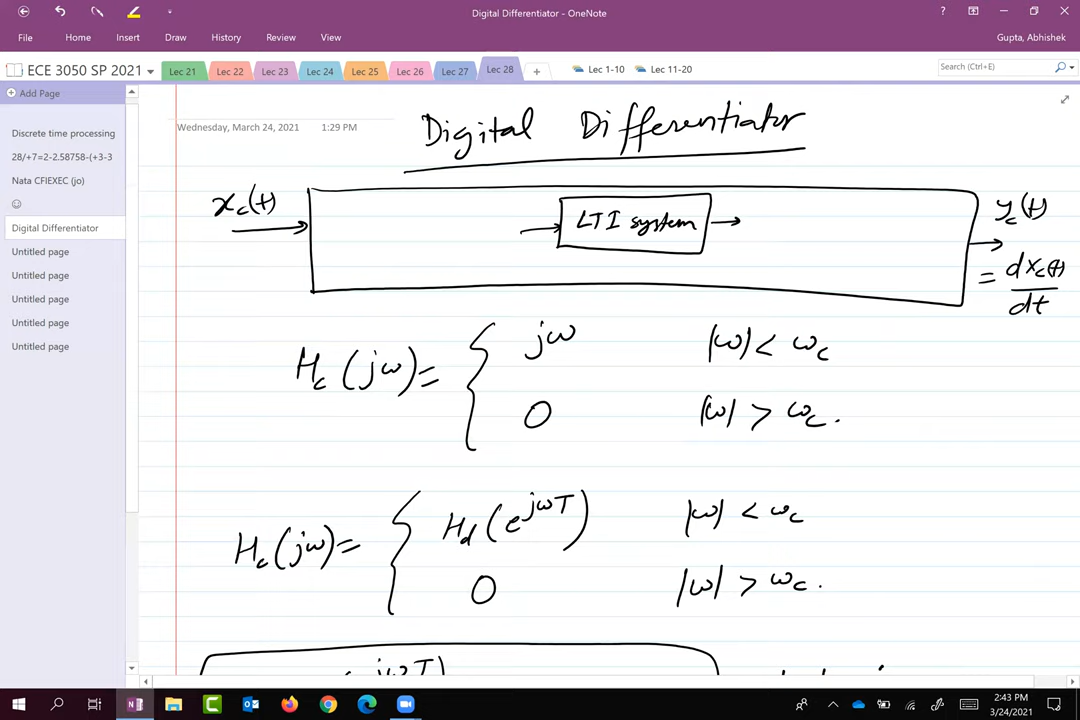 Digital Differentiator - OneNote
Gupta, Abhishek
File Home Insert Draw History Review View
ECE 3050 SP 2021
Lec 21 Lec 22 Lec 23 Lec 24 Lec 25 Lec 26 Lec 27 Lec 28 + Lec 1-10 Lec 11-20
Search (Ctrl+E)
Add Page
Discrete time processing
28/+7=2-2.58758-(+3-3
Nata CFIEXEC (jo)
☺
Digital Differentiator
Untitled page
Untitled page
Untitled page
Untitled page
Untitled page
Wednesday, March 24, 2021 1:29 PM
Digital Differentiator
x_c(t) LTI system y_c(t)
= dx_c(t)/dt
H_c(jω) = { jω |ω| < ω_c
0 |ω| > ω_c.
H_c(jω) = { H_d(e^{jωT}) |ω| < ω_c
0 |ω| > ω_c.
2:43 PM
3/24/2021